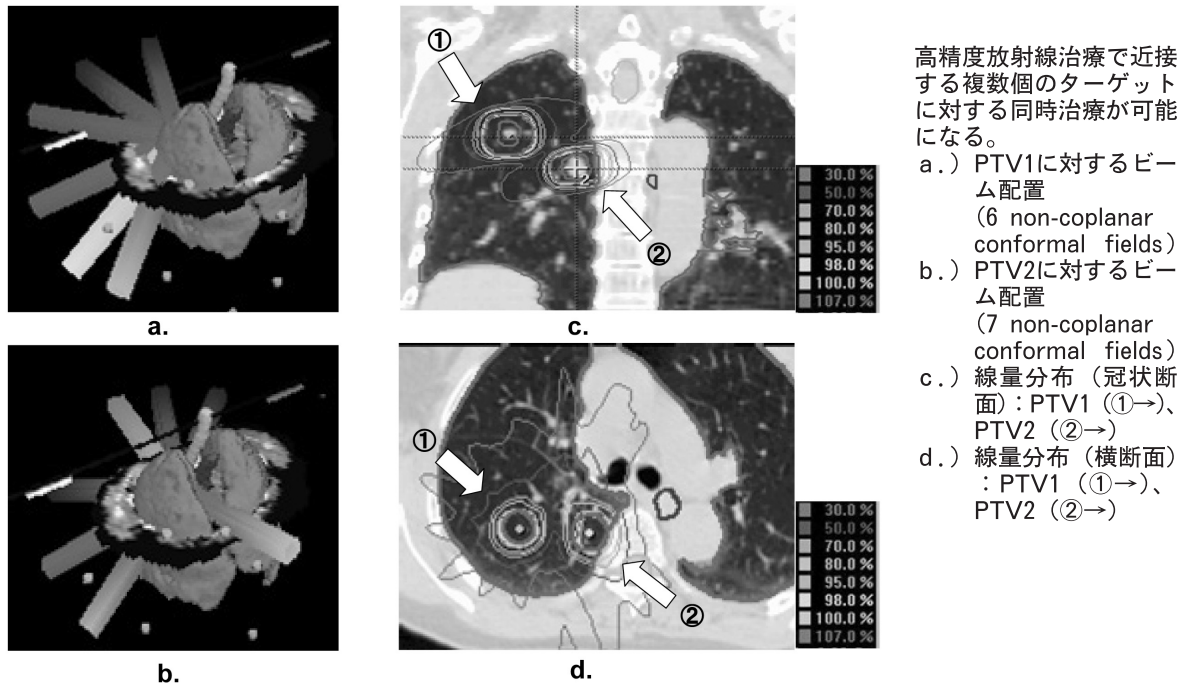 ①
②
30.0 %
50.0 %
70.0 %
80.0 %
95.0 %
98.0 %
100.0 %
107.0 %
a.
c.
2
①
②
30.0 %
50.0 %
70.0 %
80.0 %
95.0 %
98.0 %
100.0 %
107.0 %
b.
d.
高精度放射線治療で近接
する複数個のターゲット
に対する同時治療が可能
になる。
a.）PTV1に対するビー
ム配置
（6 non-coplanar
conformal fields）
b.）PTV2に対するビー
ム配置
（7 non-coplanar
conformal fields）
c.）線量分布（冠状断
面）：PTV1（①→）、
PTV2（②→）
d.）線量分布（横断面）
：PTV1（①→）、
PTV2（②→）